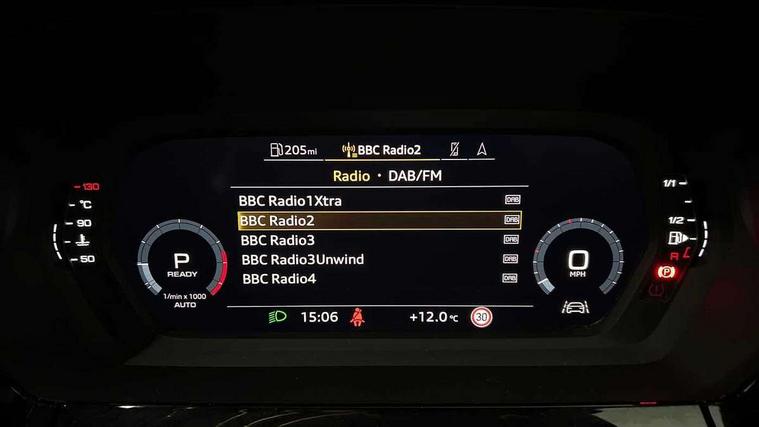 205mi BBC Radio2
Radio • DAB/FM
BBC Radio1Xtra DAB
BBC Radio2 DAB
BBC Radio3 DAB
BBC Radio3Unwind DAB
BBC Radio4 DAB
15:06 +12.0°C 30
130
°C
90
50
P
READY
1/min x 1000
AUTO
0
MPH
1/1
1/2
R
P